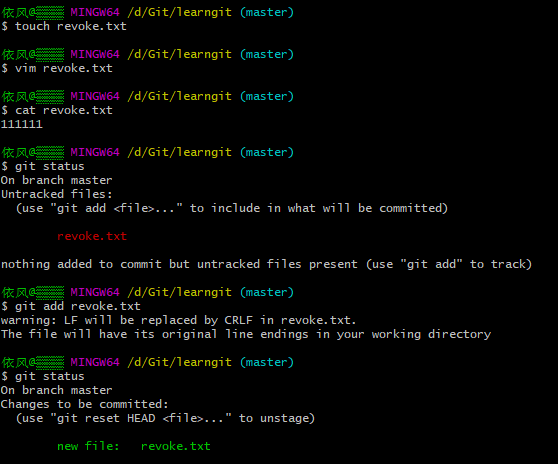 依风@ MINGW64 /d/Git/learngit (master)
$ touch revoke.txt
依风@ MINGW64 /d/Git/learngit (master)
$ vim revoke.txt
依风@ MINGW64 /d/Git/learngit (master)
$ cat revoke.txt
111111
依风@ MINGW64 /d/Git/learngit (master)
$ git status
On branch master
Untracked files:
(use "git add <file>..." to include in what will be committed)
revoke.txt
nothing added to commit but untracked files present (use "git add" to track)
依风@ MINGW64 /d/Git/learngit (master)
$ git add revoke.txt
warning: LF will be replaced by CRLF in revoke.txt.
The file will have its original line endings in your working directory
依风@ MINGW64 /d/Git/learngit (master)
$ git status
On branch master
Changes to be committed:
(use "git reset HEAD <file>..." to unstage)
new file:   revoke.txt